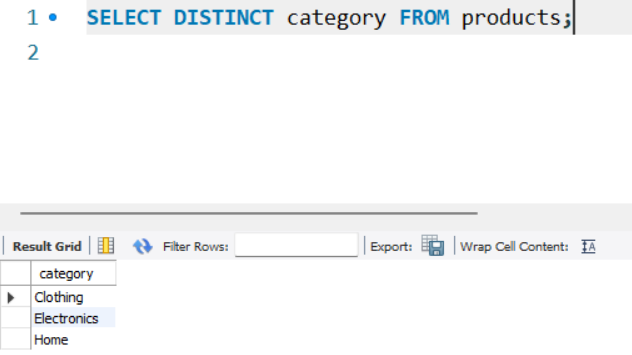 1 SELECT DISTINCT category FROM products;
2
Result Grid Filter Rows: Export: Wrap Cell Content: IA
category
Clothing
Electronics
Home